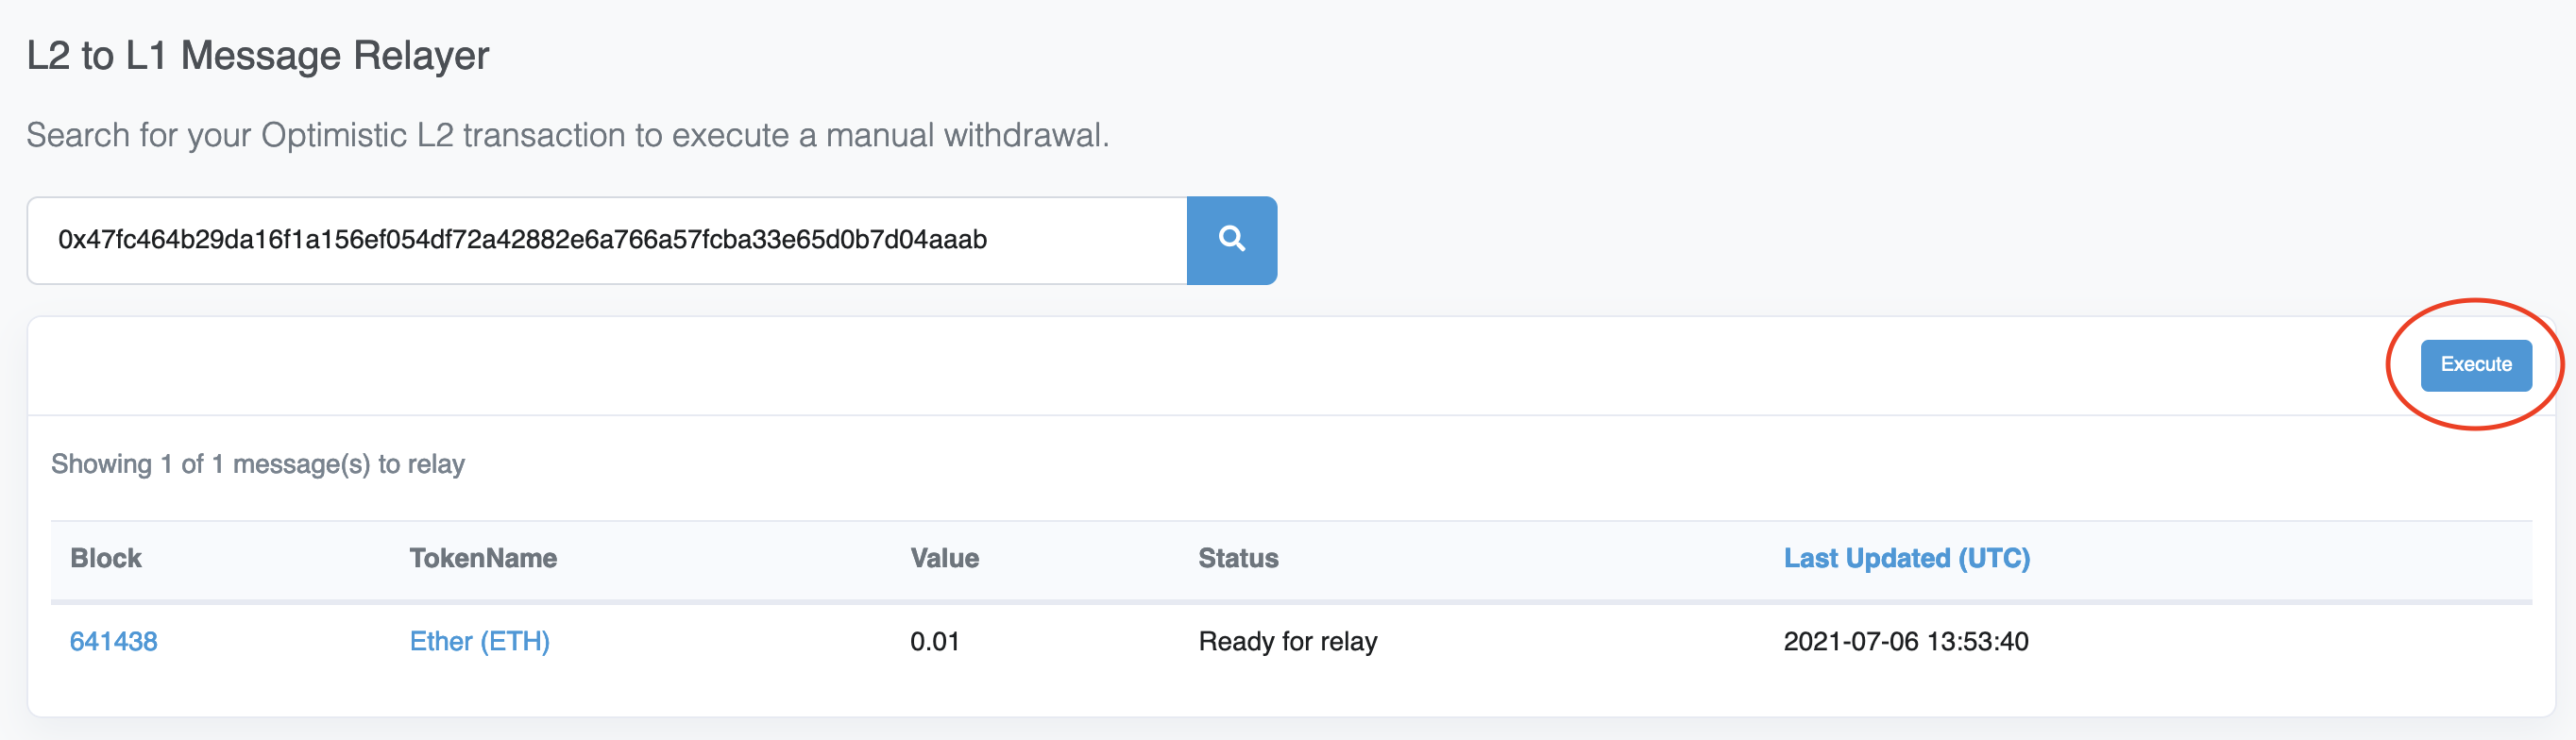 L2 to L1 Message Relayer
Search for your Optimistic L2 transaction to execute a manual withdrawal.
0x47fc464b29da16f1a156ef054df72a42882e6a766a57fcba33e65d0b7d04aaab
Execute
Showing 1 of 1 message(s) to relay
Block TokenName Value Status Last Updated (UTC)
641438 Ether (ETH) 0.01 Ready for relay 2021-07-06 13:53:40